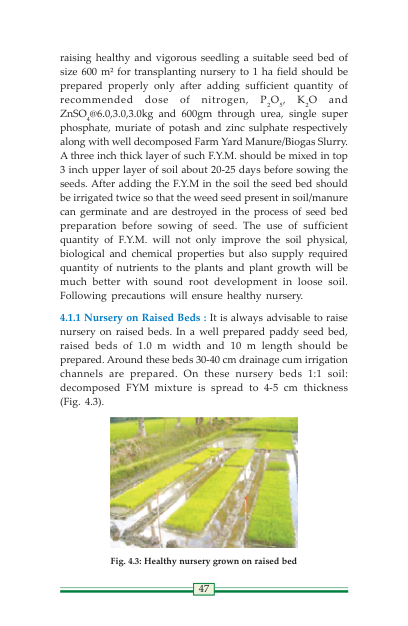 raising healthy and vigorous seedling a suitable seed bed of
size 600 m² for transplanting nursery to 1 ha field should be
prepared properly only after adding sufficient quantity of
recommended dose of nitrogen, P₂O₅, K₂O and
ZnSO₄@6.0,3.0,3.0kg and 600gm through urea, single super
phosphate, muriate of potash and zinc sulphate respectively
along with well decomposed Farm Yard Manure/Biogas Slurry.
A three inch thick layer of such F.Y.M. should be mixed in top
3 inch upper layer of soil about 20-25 days before sowing the
seeds. After adding the F.Y.M in the soil the seed bed should
be irrigated twice so that the weed seed present in soil/manure
can germinate and are destroyed in the process of seed bed
preparation before sowing of seed. The use of sufficient
quantity of F.Y.M. will not only improve the soil physical,
biological and chemical properties but also supply required
quantity of nutrients to the plants and plant growth will be
much better with sound root development in loose soil.
Following precautions will ensure healthy nursery.
4.1.1 Nursery on Raised Beds : It is always advisable to raise
nursery on raised beds. In a well prepared paddy seed bed,
raised beds of 1.0 m width and 10 m length should be
prepared. Around these beds 30-40 cm drainage cum irrigation
channels are prepared. On these nursery beds 1:1 soil:
decomposed FYM mixture is spread to 4-5 cm thickness
(Fig. 4.3).
Fig. 4.3: Healthy nursery grown on raised bed
47